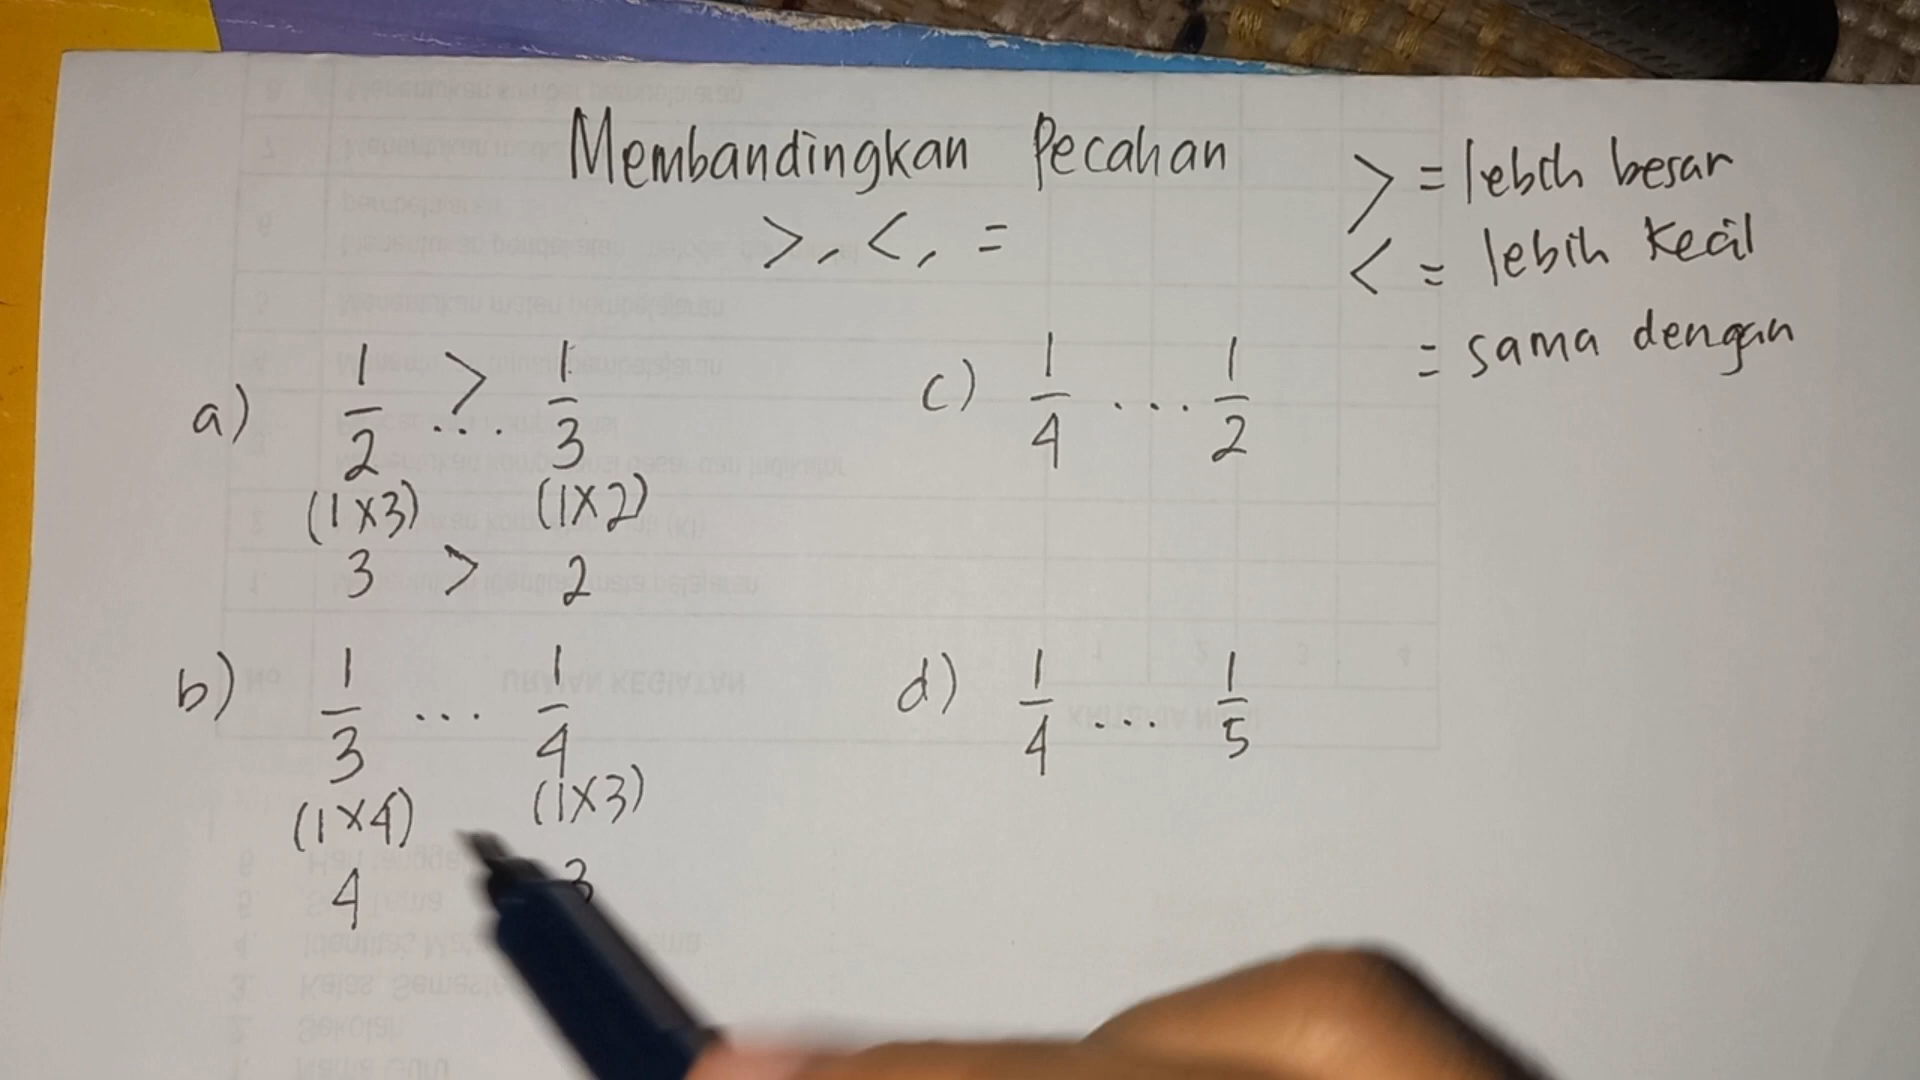 Membandingkan Pecahan
>, <, =
> = lebih besar
< = lebih kecil
= sama dengan
a) 1/2 > ... 1/3
(1x3) (1x2)
3 > 2
b) 1/3 ... 1/4
(1x4) (1x3)
4 3
c) 1/4 ... 1/2
d) 1/4 ... 1/5